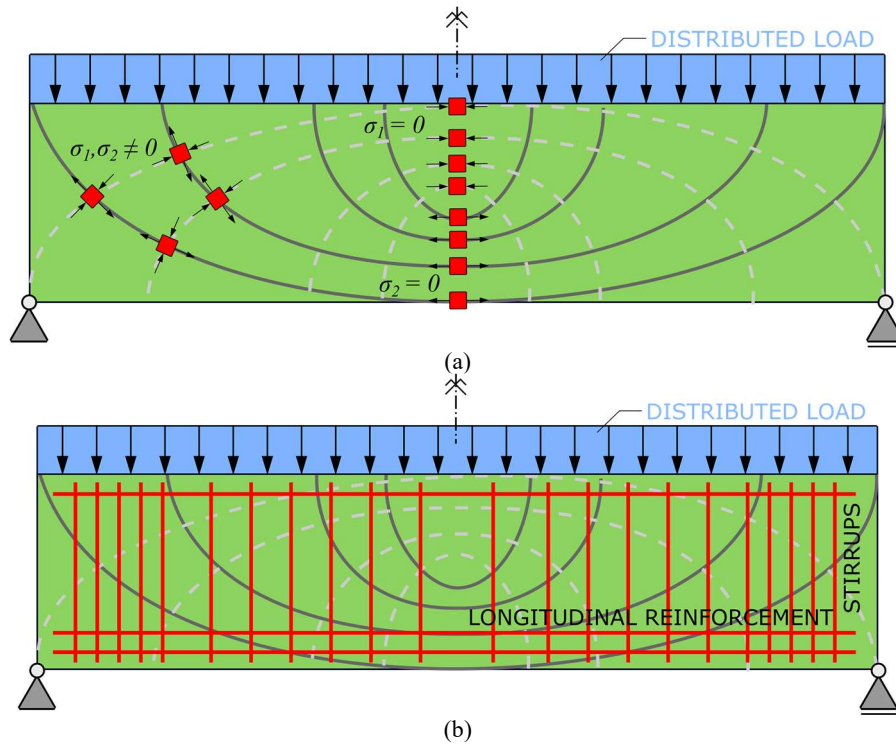 DISTRIBUTED LOAD
σ₁ = 0
σ₁,σ₂ ≠ 0
σ₂ = 0
(a)
DISTRIBUTED LOAD
STIRRUPS
LONGITUDINAL REINFORCEMENT
(b)